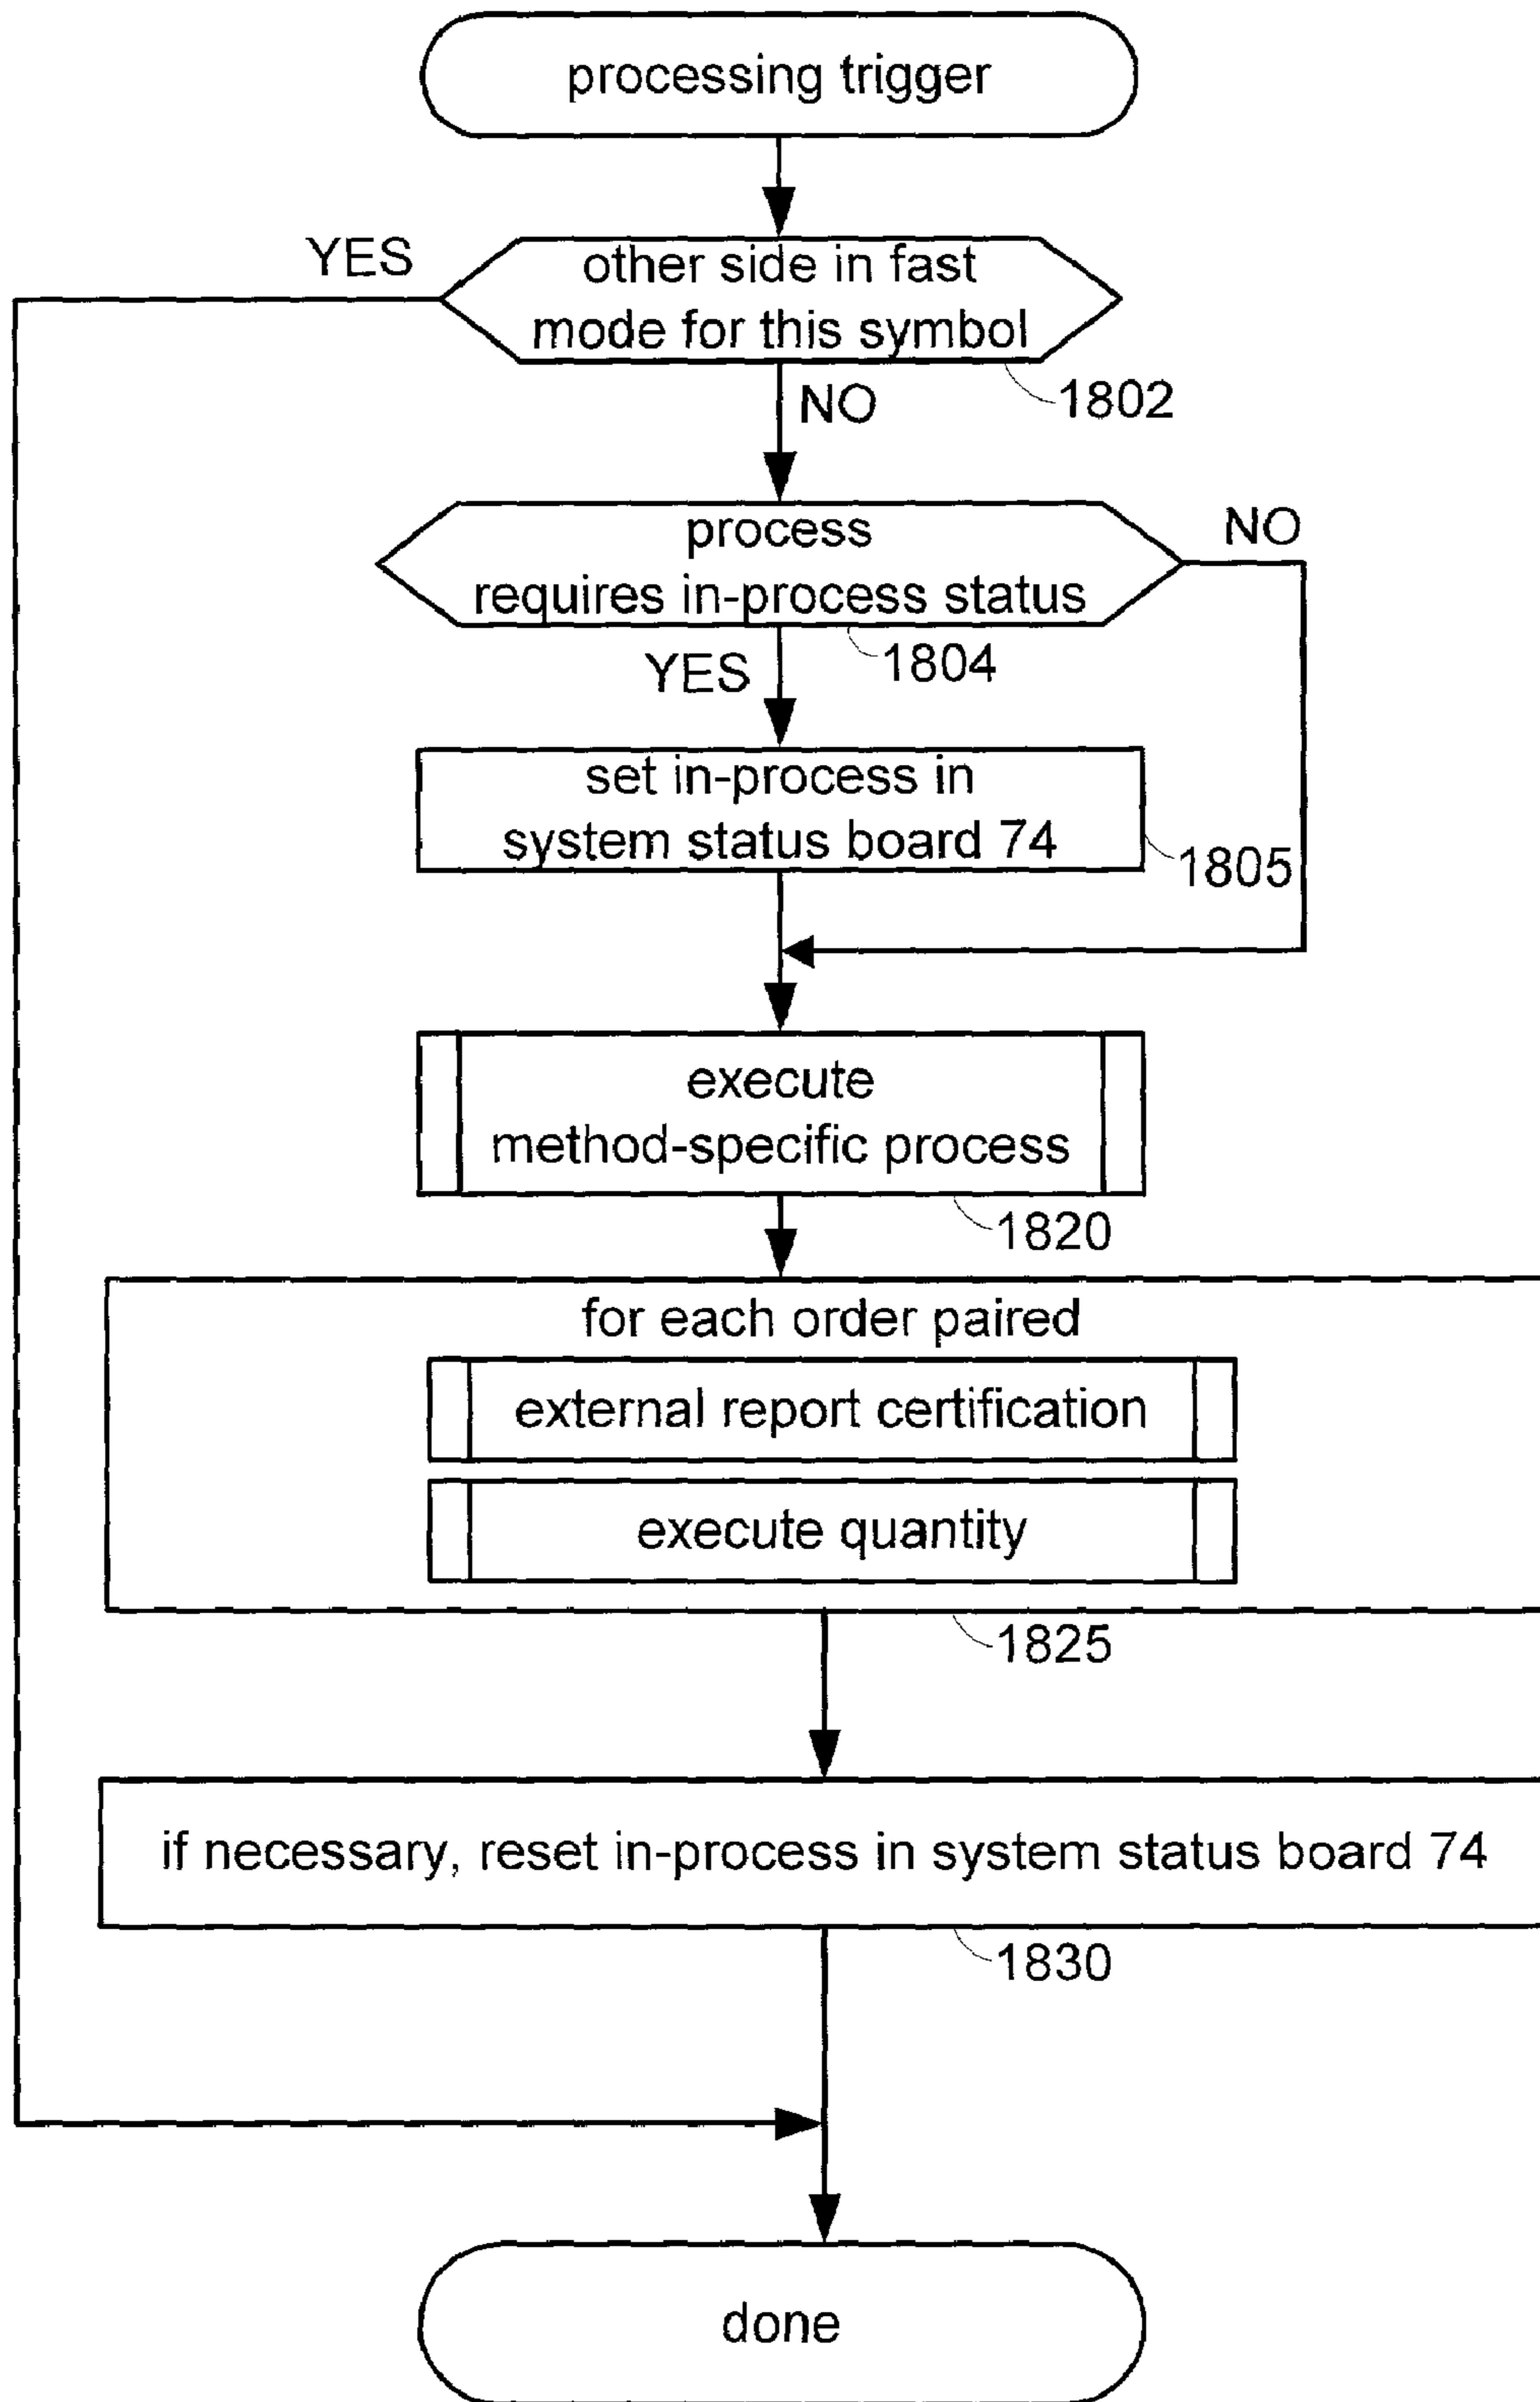 processing trigger
YES
other side in fast
mode for this symbol
1802
NO
process
requires in-process status
NO
1804
YES
set in-process in
system status board 74
1805
execute
method-specific process
1820
for each order paired
external report certification
execute quantity
1825
if necessary, reset in-process in system status board 74
1830
done